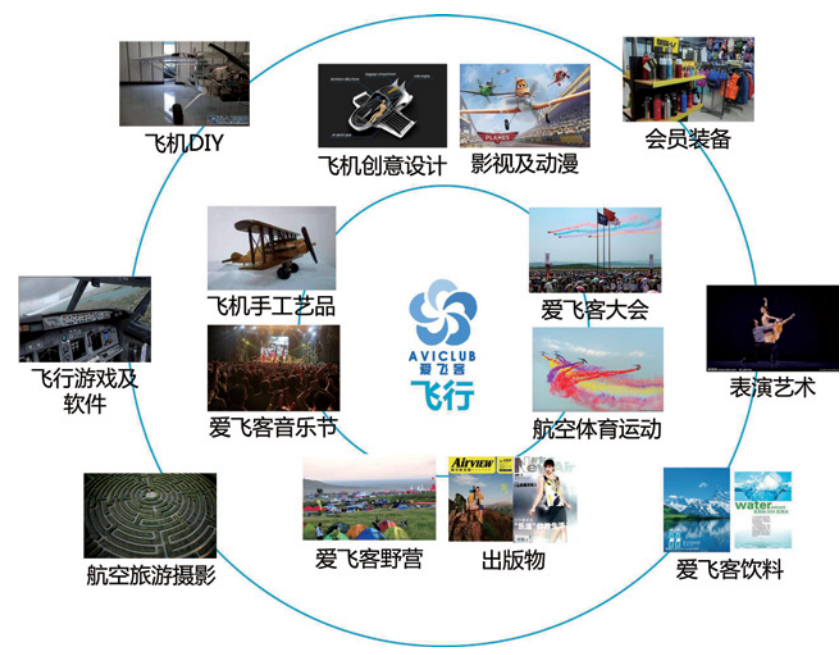 飞机DIY
飞机创意设计
PLANES
影视及动漫
会员装备
飞机手工艺品
爱飞客大会
AVICLUB
爱飞客
飞行
飞行游戏及
软件
爱飞客音乐节
航空体育运动
表演艺术
AIRVIEW
water
航空旅游摄影
爱飞客野营
出版物
爱飞客饮料